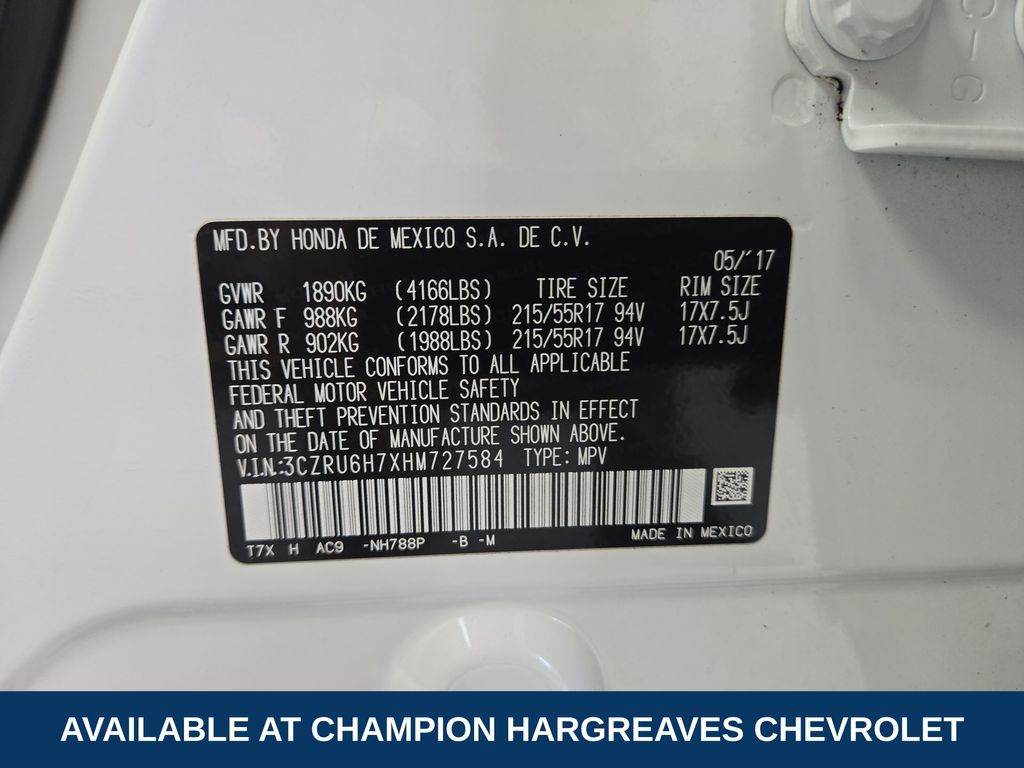 C-G
MFD.BY HONDA DE MEXICO S.A. DE C.V.
05/'17
GVWR 1890KG (4166LBS) TIRE SIZE RIM SIZE
GAWR F 988KG (2178LBS) 215/55R17 94V 17X7.5J
GAWR R 902KG (1988LBS) 215/55R17 94V 17X7.5J
THIS VEHICLE CONFORMS TO ALL APPLICABLE
FEDERAL MOTOR VEHICLE SAFETY
AND THEFT PREVENTION STANDARDS IN EFFECT
ON THE DATE OF MANUFACTURE SHOWN ABOVE.
V.I.N.:3CZRU6H7XHM727584 TYPE: MPV
T7X H AC9 -NH788P -B -M MADE IN MEXICO
AVAILABLE AT CHAMPION HARGREAVES CHEVROLET